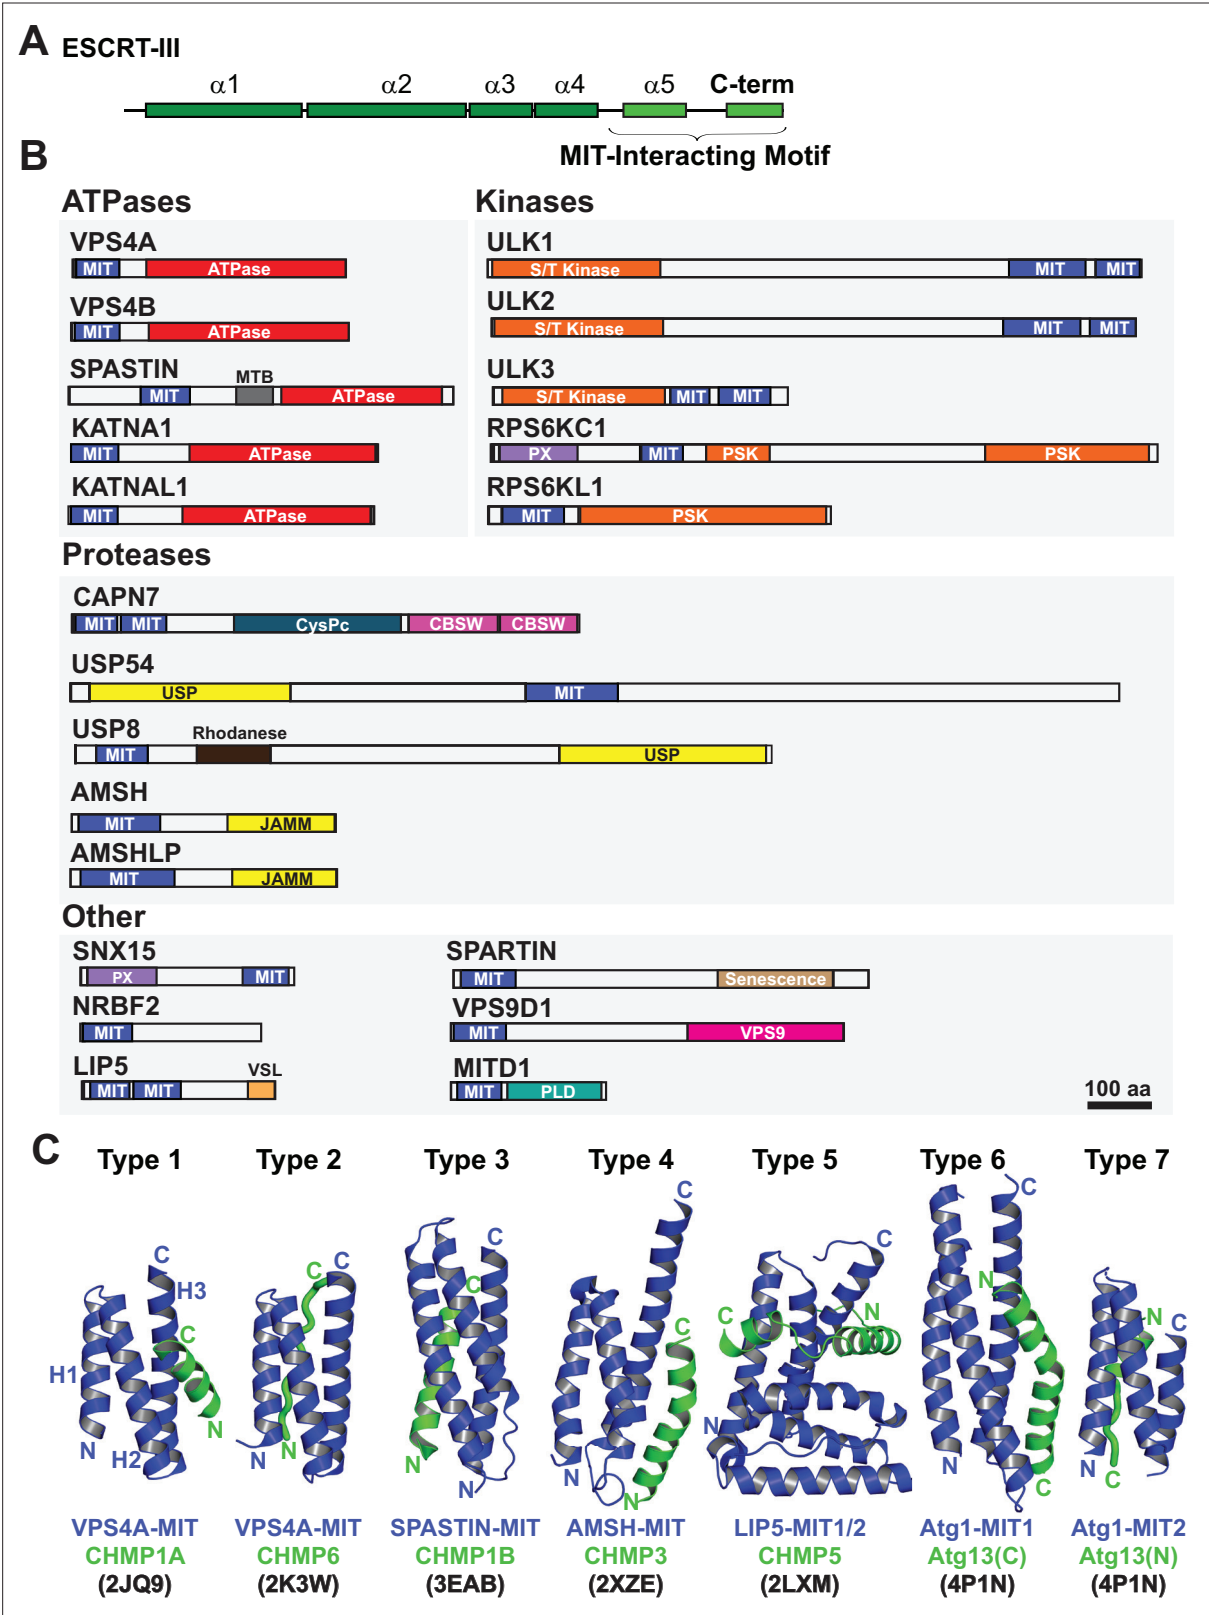 A ESCRT-III
α1 α2 α3 α4 α5 C-term
MIT-Interacting Motif
B
ATPases
VPS4A
MIT ATPase
VPS4B
MIT ATPase
SPASTIN
MTB
MIT ATPase
KATNA1
MIT ATPase
KATNAL1
MIT ATPase
Kinases
ULK1
S/T Kinase MIT MIT
ULK2
S/T Kinase MIT MIT
ULK3
S/T Kinase MIT MIT
RPS6KC1
PX MIT PSK PSK
RPS6KL1
MIT PSK
Proteases
CAPN7
MIT MIT CysPc CBSW CBSW
USP54
USP MIT
USP8
Rhodanese
MIT USP
AMSH
MIT JAMM
AMSHLP
MIT JAMM
Other
SNX15
PX MIT
NRBF2
MIT
LIP5
VSL
MIT MIT
SPARTIN
MIT Senescence
VPS9D1
MIT VPS9
MITD1
MIT PLD
100 aa
C
Type 1
C
H3
C
H1
N
N
H2
VPS4A-MIT
CHMP1A
(2JQ9)
Type 2
C C
N
N
VPS4A-MIT
CHMP6
(2K3W)
Type 3
C
C
N
N
SPASTIN-MIT
CHMP1B
(3EAB)
Type 4
C
C
N
N
AMSH-MIT
CHMP3
(2XZE)
Type 5
C
C N
N
LIP5-MIT1/2
CHMP5
(2LXM)
Type 6
C
N
N
C
Atg1-MIT1
Atg13(C)
(4P1N)
Type 7
N C
N
C
Atg1-MIT2
Atg13(N)
(4P1N)